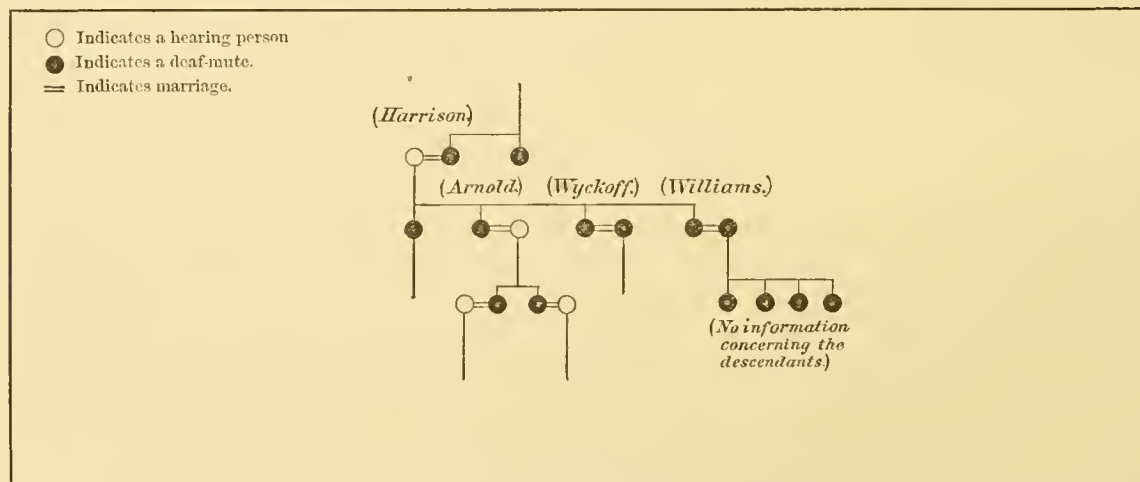 Indicates a hearing person
Indicates a deaf-mute.
Indicates marriage.
(Harrison.)
(Arnold.) (Wyckoff.) (Williams.)
(No information
concerning the
descendants.)